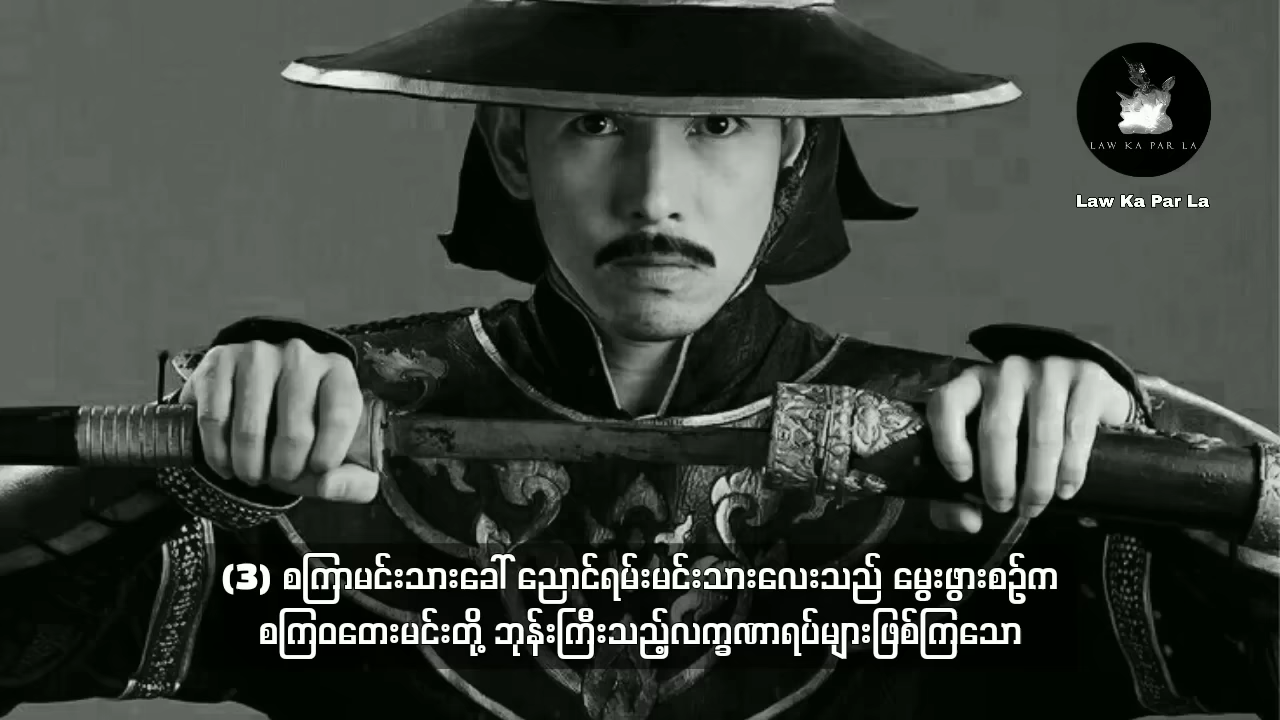 LAW KA PAR LA
Law Ka Par La
(3) စကြာမင်းသားခေါ် ညောင်ရမ်းမင်းသားလေးသည် မွေးဖွားစဥ်က
စကြဝတေးမင်းတို့ ဘုန်းကြီးသည့်လက္ခဏာရပ်များဖြစ်ကြသော